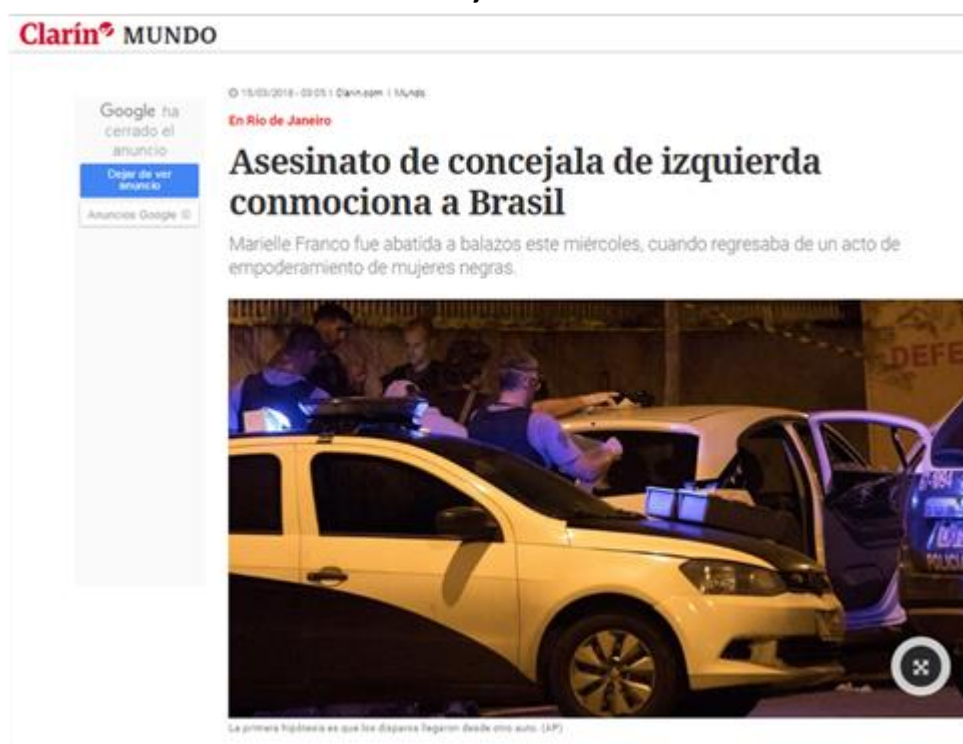 Clarín MUNDO
15/03/2018 - 03:05 | Clarin.com | Mundo
Google ha
cerrado el
anuncio
Dejar de ver
anuncio
Anuncios Google
En Río de Janeiro
Asesinato de concejala de izquierda
conmociona a Brasil
Marielle Franco fue abatida a balazos este miércoles, cuando regresaba de un acto de
empoderamiento de mujeres negras.
DEFE
La primera hipótesis es que los disparos llegaron desde otro auto. (AP)